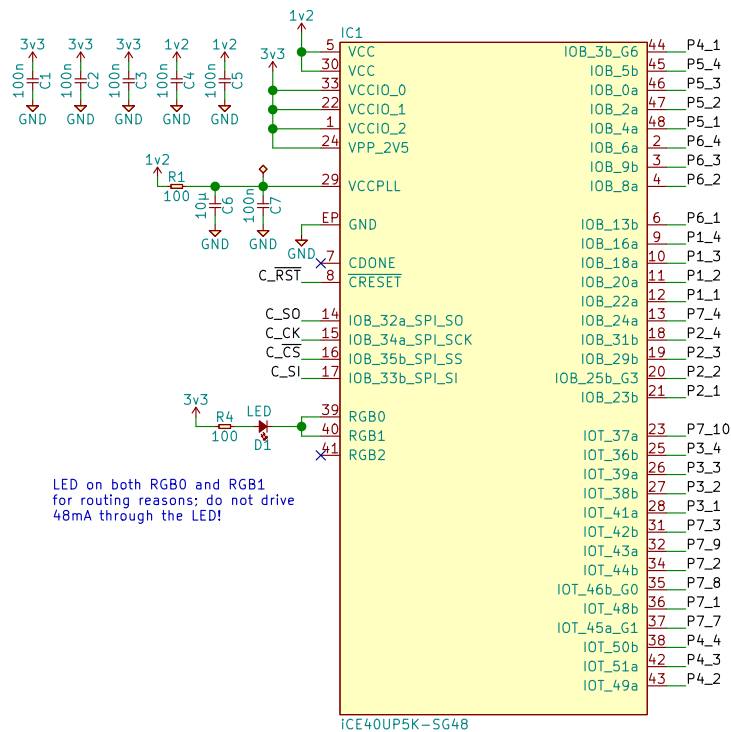 1v2
IC1
3v3
3v3
3v3
1v2
1v2
3v3
100n
C1
100n
C2
100n
C3
100n
C4
100n
C5
GND
GND
GND
GND
GND
5 VCC
30 VCC
33 VCCIO_0
22 VCCIO_1
1 VCCIO_2
24 VPP_2V5
1v2
R1
100
29 VCCPLL
10µ
C6
100n
C7
GND
GND
EP GND
GND
7 CDONE
C_RST 8 CRESET
C_SO 14 IOB_32a_SPI_SO
C_CK 15 IOB_34a_SPI_SCK
C_CS 16 IOB_35b_SPI_SS
C_SI 17 IOB_33b_SPI_SI
3v3
R4
100
LED
D1
39 RGB0
40 RGB1
41 RGB2
LED on both RGB0 and RGB1
for routing reasons; do not drive
48mA through the LED!
IOB_3b_G6 44 P4_1
IOB_5b 45 P5_4
IOB_0a 46 P5_3
IOB_2a 47 P5_2
IOB_4a 48 P5_1
IOB_6a 2 P6_4
IOB_9b 3 P6_3
IOB_8a 4 P6_2
IOB_13b 6 P6_1
IOB_16a 9 P1_4
IOB_18a 10 P1_3
IOB_20a 11 P1_2
IOB_22a 12 P1_1
IOB_24a 13 P7_4
IOB_31b 18 P2_4
IOB_29b 19 P2_3
IOB_25b_G3 20 P2_2
IOB_23b 21 P2_1
IOT_37a 23 P7_10
IOT_36b 25 P3_4
IOT_39a 26 P3_3
IOT_38b 27 P3_2
IOT_41a 28 P3_1
IOT_42b 31 P7_3
IOT_43a 32 P7_9
IOT_44b 34 P7_2
IOT_46b_G0 35 P7_8
IOT_48b 36 P7_1
IOT_45a_G1 37 P7_7
IOT_50b 38 P4_4
IOT_51a 42 P4_3
IOT_49a 43 P4_2
iCE40UP5K-SG48